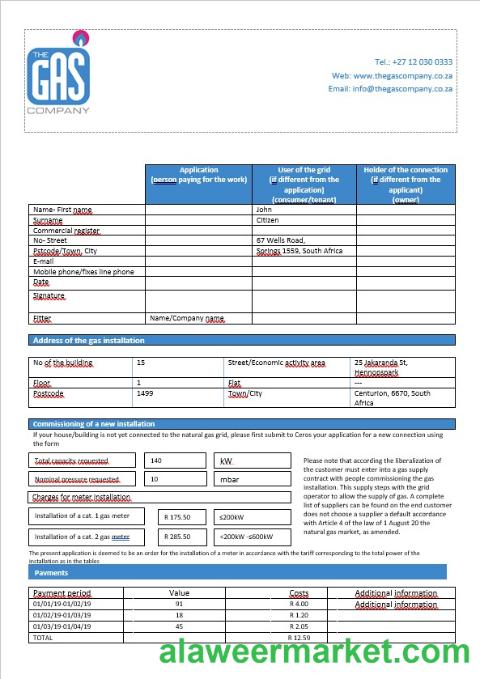 THE
GAS
COMPANY
Tel.: +27 12 030 0333
Web: www.thegascompany.co.za
Email: info@thegascompany.co.za
Application
(person paying for the work)
User of the grid
(if different from the
application)
(consumer/tenant)
Holder of the connection
(if different from the
applicant)
(owner)
Name- First name John
Surname Citizen
Commercial register
No- Street 67 Wells Road,
Pstcode/Town, City Springs 1559, South Africa
E-mail
Mobile phone/fixes line phone
Date
Signature
Fitter Name/Company name
Address of the gas installation
No of the building 15 Street/Economic activity area 25 Jakaranda St,
Hennopspark
Floor 1 Flat ---
Postcode 1499 Town/City Centurion, 6670, South
Africa
Commissioning of a new installation
If your house/building is not yet connected to the natural gas grid, please first submit to Ceros your application for a new connection using
the form
Total capacity requested 140 kW
Nominal pressure requested 10 mbar
Charges for meter installation
Installation of a cat. 1 gas meter R 175.50 ≤200kW
Installation of a cat. 2 gas meter R 285.50 <200kW -≤600kW
Please note that according the liberalization of
the customer must enter into a gas supply
contract with people commissioning the gas
installation. This supply steps with the grid
operator to allow the supply of gas. A complete
list of suppliers can be found on the end customer
does not choose a supplier a default accordance
with Article 4 of the law of 1 August 20 the
natural gas market, as amended.
The present application is deemed to be an order for the installation of a meter in accordance with the tariff corresponding to the total power of the
installation as in the tables
Payments
Payment period Value Costs Additional information
01/01/19-01/02/19 91 R 4.00 Additional information
01/02/19-01/03/19 18 R 1.20
01/03/19-01/04/19 45 R 2.05
TOTAL R 12.59
alaweermarket.com